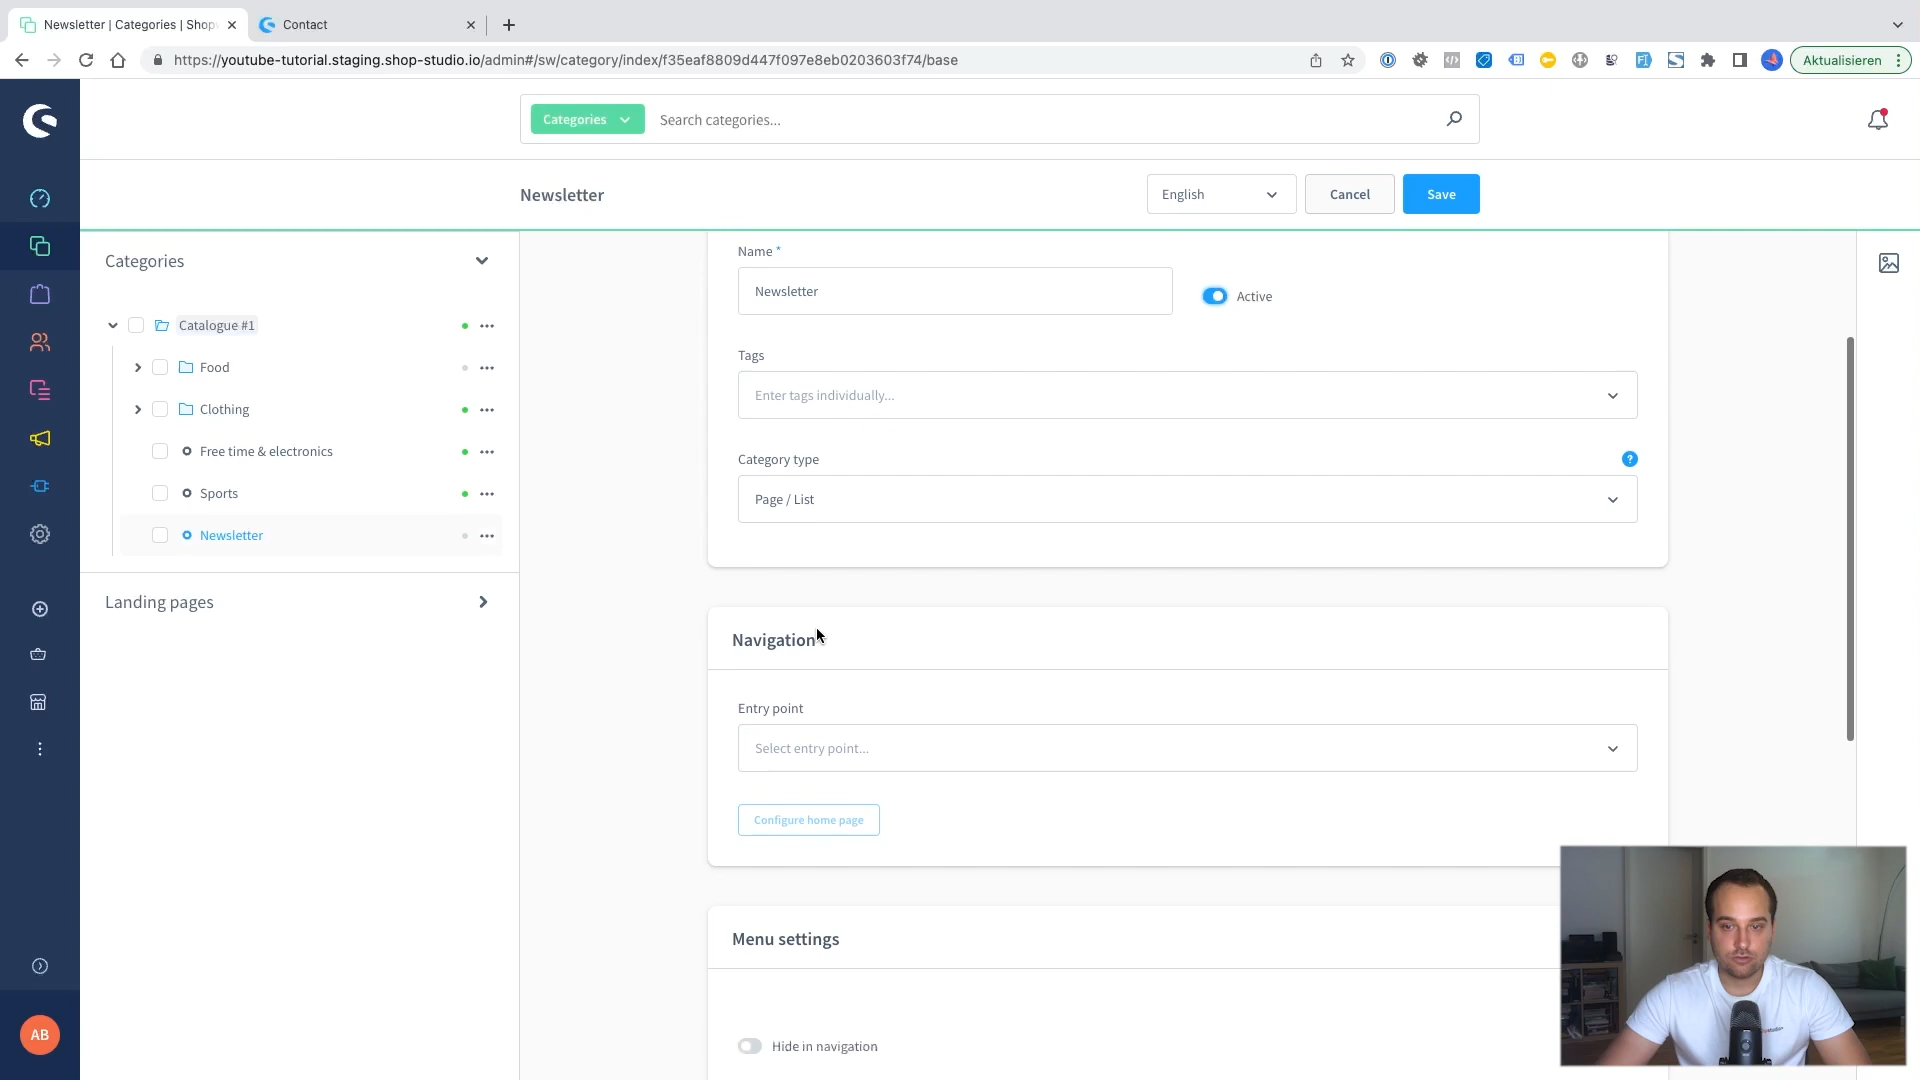 Newsletter | Categories | Shop
Contact
https://youtube-tutorial.staging.shop-studio.io/admin#/sw/category/index/f35eaf8809d447f097e8eb0203603f74/base
Aktualisieren
Categories
Search categories...
Newsletter
English
Cancel
Save
Categories
Catalogue #1
Food
Clothing
Free time & electronics
Sports
Newsletter
Landing pages
Name *
Newsletter
Active
Tags
Enter tags individually...
Category type
?
Page / List
Navigation
Entry point
Select entry point...
Configure home page
Menu settings
Hide in navigation
AB